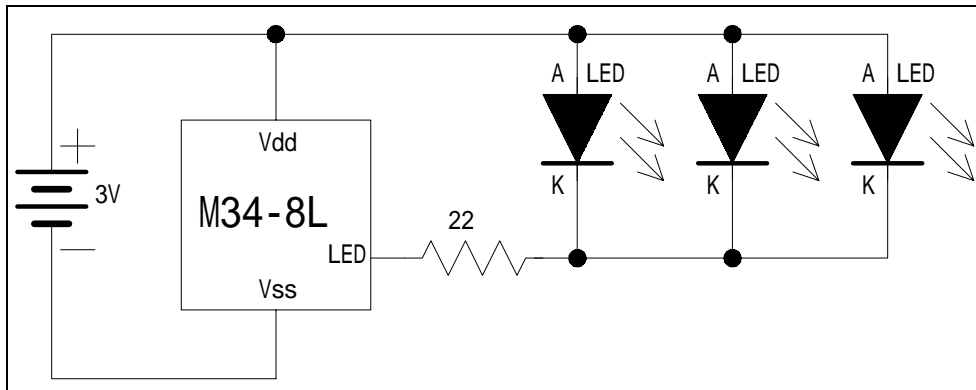 A LED
A LED
A LED
+
Vdd
3V
M34-8L
K
K
K
22
LED
−
Vss